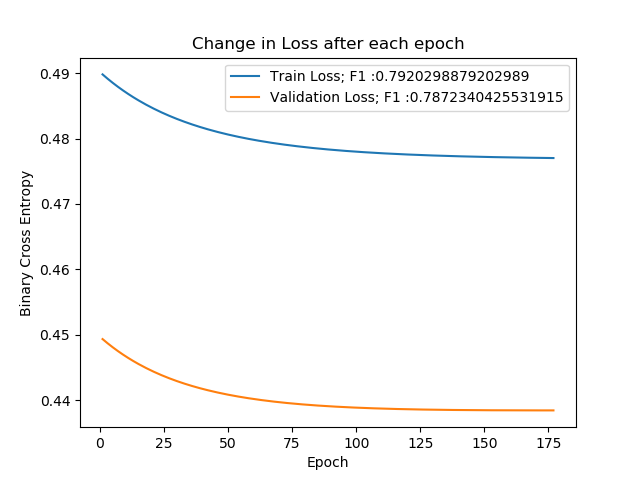 Change in Loss after each epoch
Train Loss; F1 :0.7920298879202989
Validation Loss; F1 :0.7872340425531915
Binary Cross Entropy
0.49
0.48
0.47
0.46
0.45
0.44
0 25 50 75 100 125 150 175
Epoch